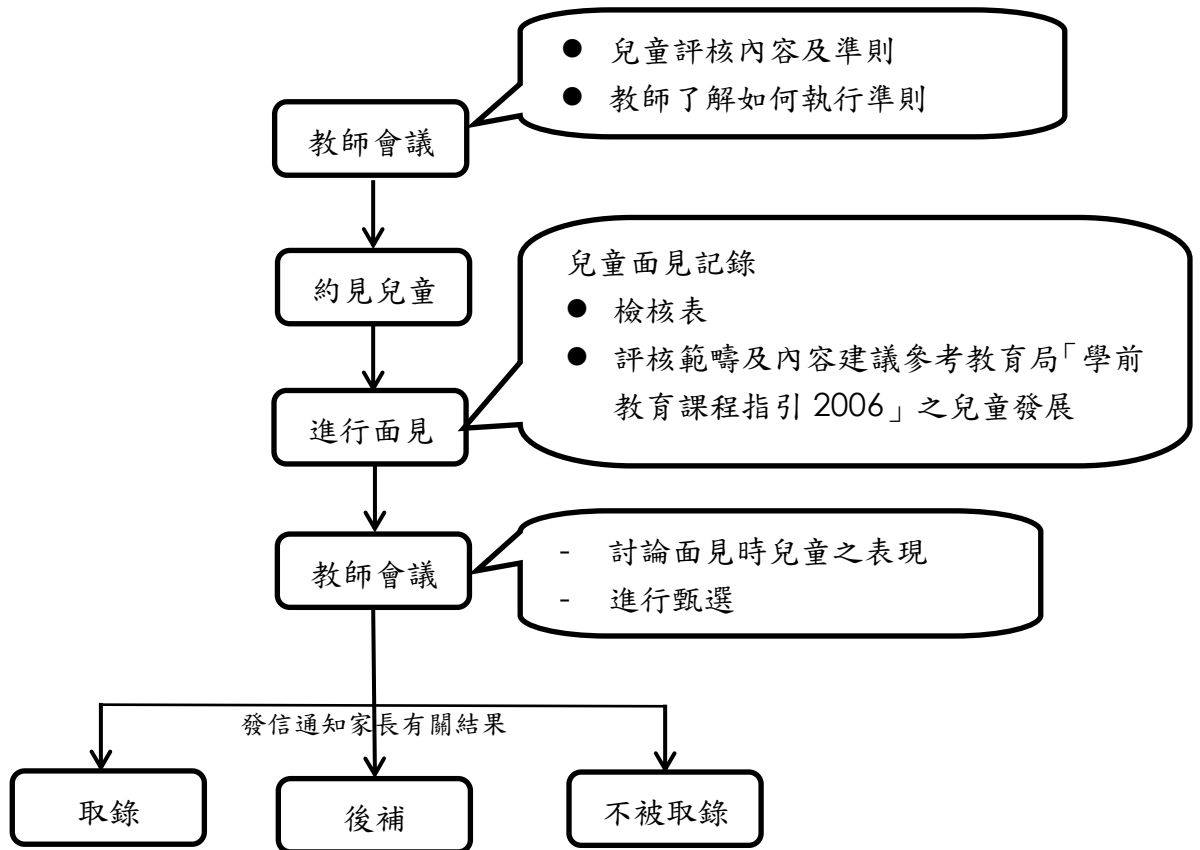 ● 兒童評核內容及準則
● 教師了解如何執行準則
教師會議
約見兒童
兒童面見記錄
● 檢核表
● 評核範疇及內容建議參考教育局「學前
教育課程指引 2006」之兒童發展
進行面見
教師會議
- 討論面見時兒童之表現
- 進行甄選
發信通知家長有關結果
取錄
後補
不被取錄